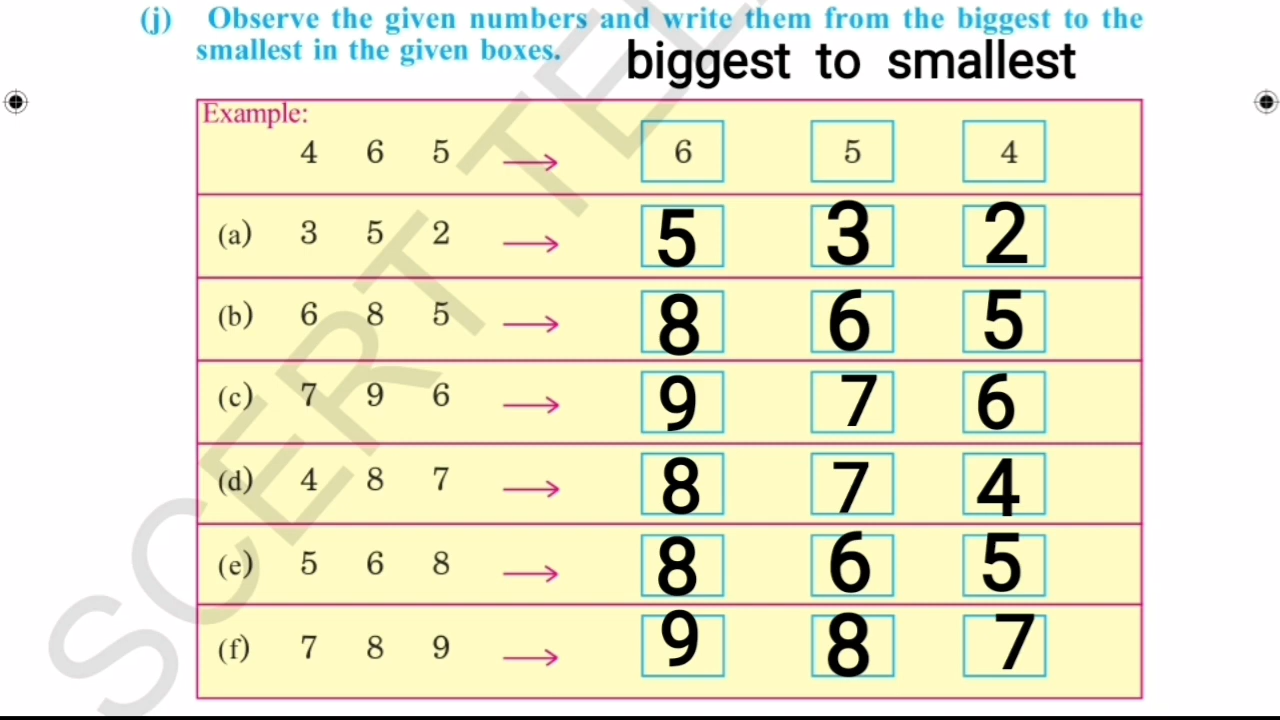 (j) Observe the given numbers and write them from the biggest to the
smallest in the given boxes.
biggest to smallest
Example:
4 6 5 → 6 5 4
(a) 3 5 2 → 5 3 2
(b) 6 8 5 → 8 6 5
(c) 7 9 6 → 9 7 6
(d) 4 8 7 → 8 7 4
(e) 5 6 8 → 8 6 5
(f) 7 8 9 → 9 8 7
SCERT TEL